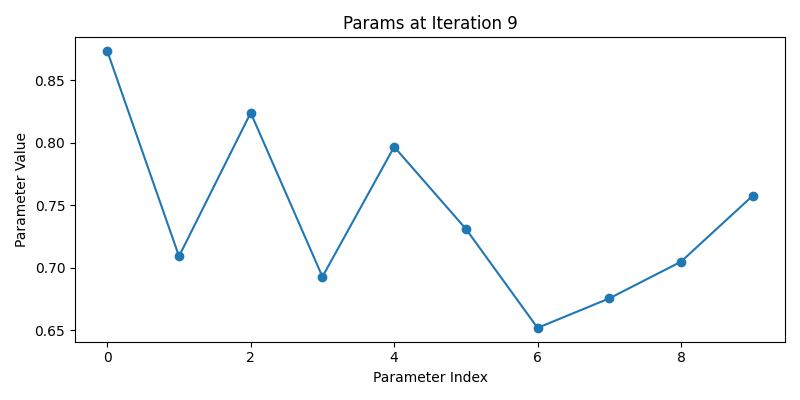 Params at Iteration 9
Parameter Value
0.85
0.80
0.75
0.70
0.65
0 2 4 6 8
Parameter Index